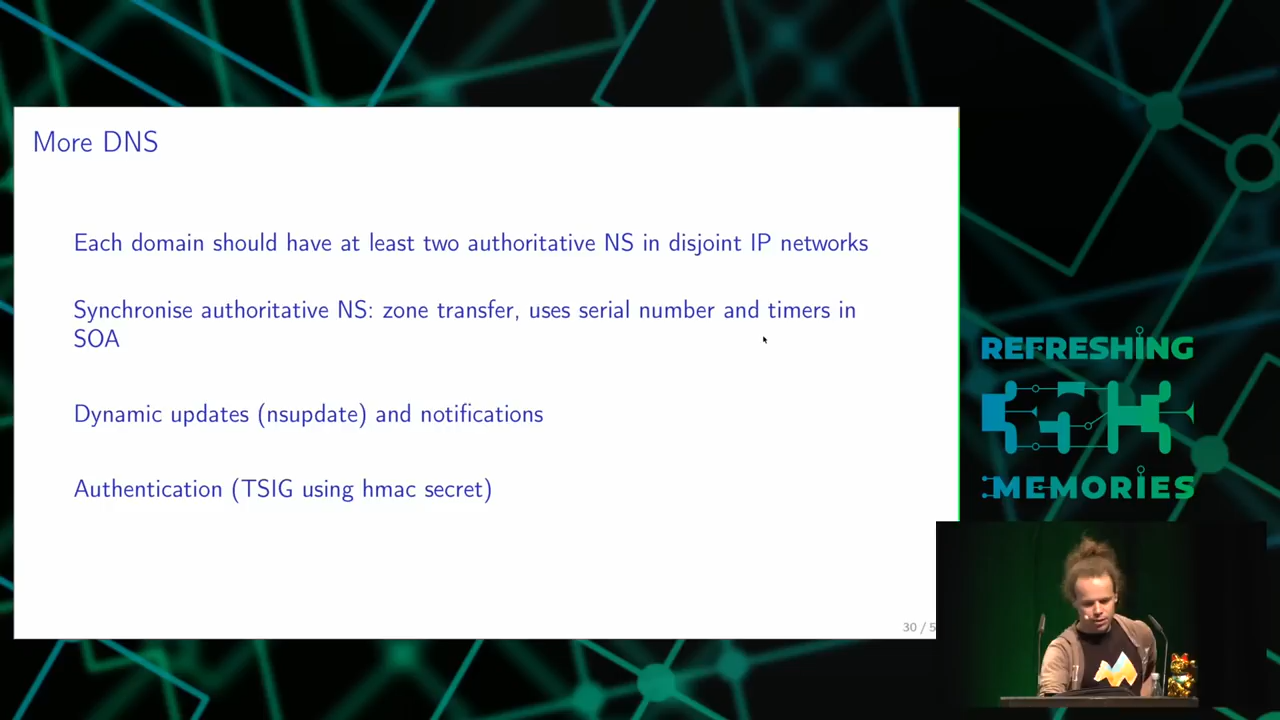 More DNS
Each domain should have at least two authoritative NS in disjoint IP networks
Synchronise authoritative NS: zone transfer, uses serial number and timers in
SOA
Dynamic updates (nsupdate) and notifications
Authentication (TSIG using hmac secret)
30 / 5
REFRESHING
MEMORIES